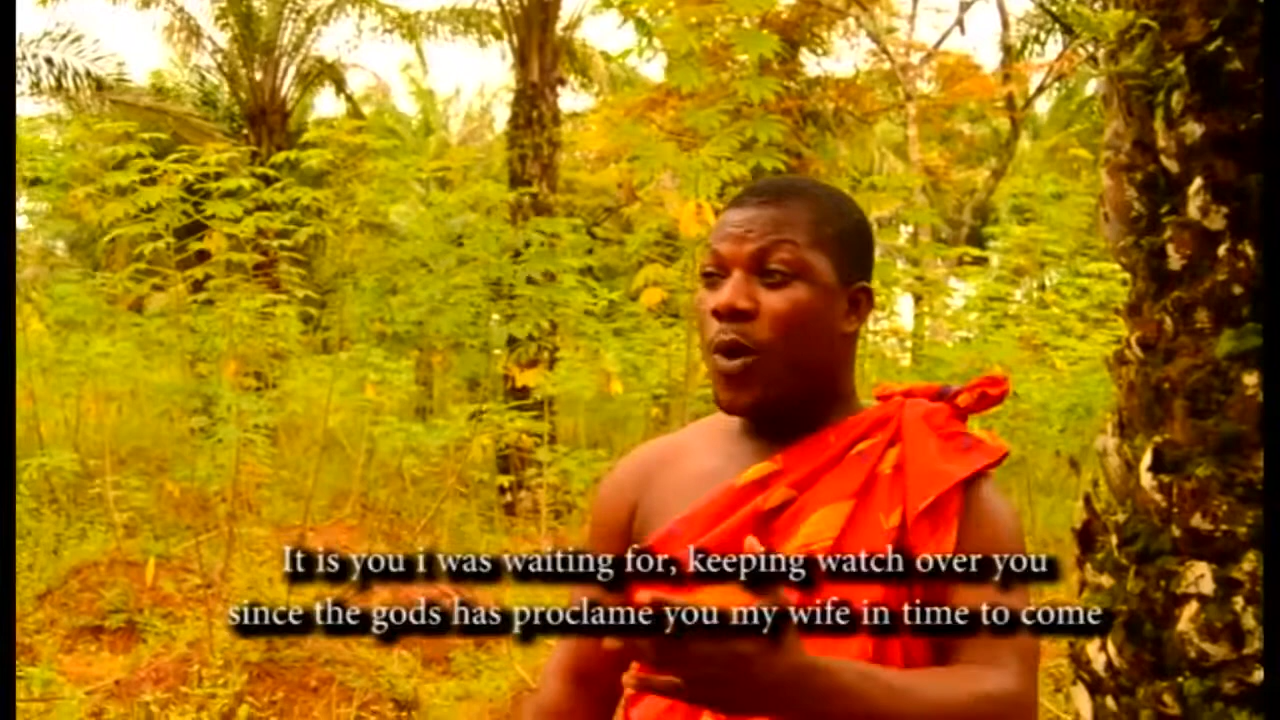 It is you i was waiting for, keeping watch over you
since the gods has proclame you my wife in time to come